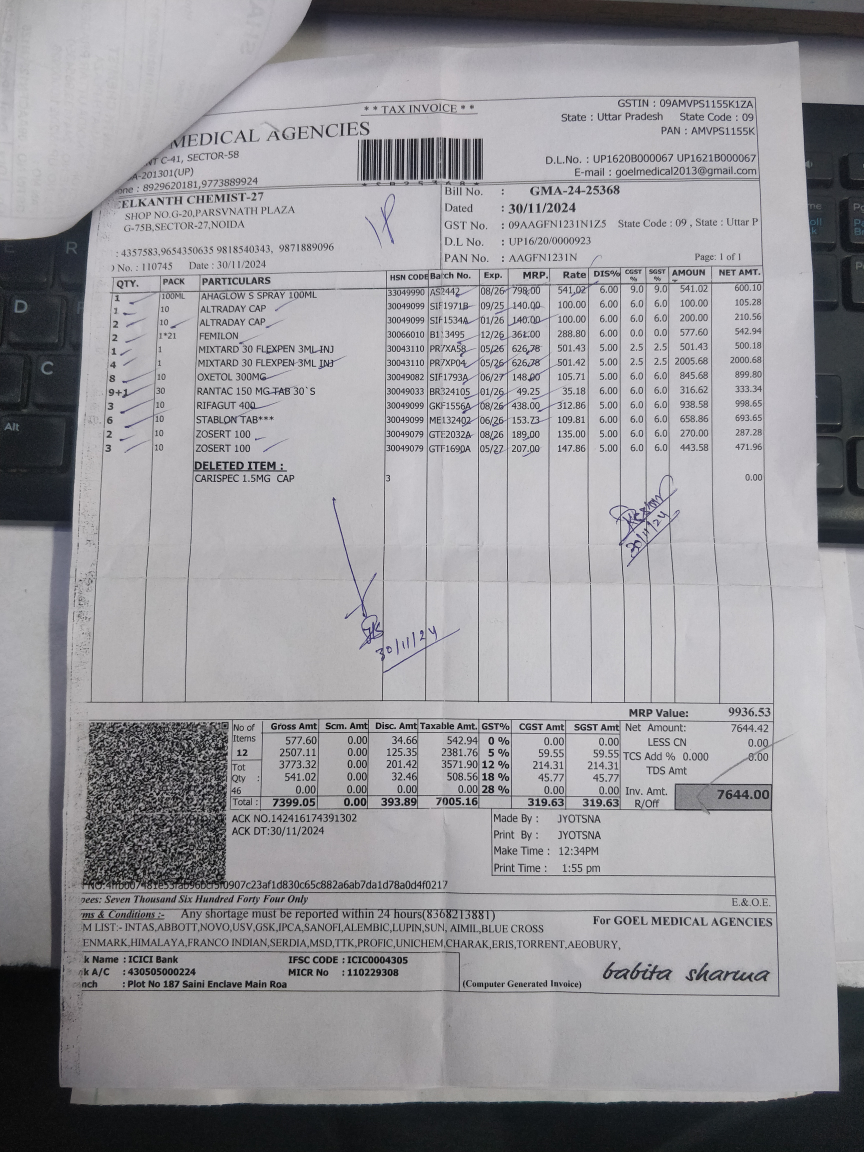 * * TAX INVOICE * *
GSTIN : 09AMVPS1155K1ZA
State : Uttar Pradesh State Code : 09
PAN : AMVPS1155K
MEDICAL AGENCIES
C-41, SECTOR-58
-201301(UP)
: 8929620181,9773889924
D.L.No. : UP1620B000067 UP1621B000067
E-mail : goelmedical2013@gmail.com
ELKANTH CHEMIST-27
SHOP NO.G-20,PARSVNATH PLAZA
G-75B,SECTOR-27,NOIDA
: 4357583,9654350635 9818540343, 9871889096
No. : 110745 Date : 30/11/2024
Bill No. : GMA-24-25368
Dated : 30/11/2024
GST No. : 09AAGFN1231N1Z5 State Code : 09 , State : Uttar P
D.L No. : UP16/20/0000923
PAN No. : AAGFN1231N Page: 1 of 1
QTY. PACK PARTICULARS HSN CODE Batch No. Exp. MRP. Rate DIS% CGST % SGST % AMOUN NET AMT.
1 100ML AHAGLOW S SPRAY 100ML 33049990 AS2442 08/26 798.00 541.02 6.00 9.0 9.0 541.02 600.10
1 10 ALTRADAY CAP 30049099 SIF1971B 09/25 140.00 100.00 6.00 6.0 6.0 100.00 105.28
2 10 ALTRADAY CAP 30049099 SIF1534A 01/26 140.00 100.00 6.00 6.0 6.0 200.00 210.56
2 1*21 FEMILON 30066010 B113495 12/26 361.00 288.80 6.00 0.0 0.0 577.60 542.94
1 1 MIXTARD 30 FLEXPEN 3ML INJ 30043110 PR7XA58 05/26 626.78 501.43 5.00 2.5 2.5 501.43 500.18
4 1 MIXTARD 30 FLEXPEN 3ML INJ 30043110 PR7XP04 05/26 626.78 501.42 5.00 2.5 2.5 2005.68 2000.68
8 10 OXETOL 300MG 30049082 SIF1793A 06/27 148.00 105.71 5.00 6.0 6.0 845.68 899.80
9+1 30 RANTAC 150 MG TAB 30`S 30049033 BR324105 01/26 49.25 35.18 6.00 6.0 6.0 316.62 333.34
3 10 RIFAGUT 400 30049099 GKF1556A 08/26 438.00 312.86 5.00 6.0 6.0 938.58 998.65
6 10 STABLON TAB*** 30049099 ME132402 06/26 153.73 109.81 6.00 6.0 6.0 658.86 693.65
2 10 ZOSERT 100 30049079 GTE2032A 08/26 189.00 135.00 5.00 6.0 6.0 270.00 287.28
3 10 ZOSERT 100 30049079 GTF1690A 05/27 207.00 147.86 5.00 6.0 6.0 443.58 471.96
DELETED ITEM :
CARISPEC 1.5MG CAP 3 0.00
30/11/24
30/11/24
MRP Value: 9936.53
No of Items 12 Tot Qty : 46
Gross Amt Scm. Amt Disc. Amt Taxable Amt. GST% CGST Amt SGST Amt
577.60 0.00 34.66 542.94 0 % 0.00 0.00
2507.11 0.00 125.35 2381.76 5 % 59.55 59.55
3773.32 0.00 201.42 3571.90 12 % 214.31 214.31
541.02 0.00 32.46 508.56 18 % 45.77 45.77
0.00 0.00 0.00 0.00 28 % 0.00 0.00
Total : 7399.05 0.00 393.89 7005.16 319.63 319.63
Net Amount: 7644.42
LESS CN 0.00
TCS Add % 0.000 0.00
TDS Amt
Inv. Amt. R/Off 7644.00
ACK NO.142416174391302
ACK DT:30/11/2024
Made By : JYOTSNA
Print By : JYOTSNA
Make Time : 12:34PM
Print Time : 1:55 pm
ees: Seven Thousand Six Hundred Forty Four Only
E.& O.E.
ms & Conditions :- Any shortage must be reported within 24 hours(8368213881)
M LIST:- INTAS,ABBOTT,NOVO,USV,GSK,IPCA,SANOFI,ALEMBIC,LUPIN,SUN, AIMIL,BLUE CROSS
ENMARK,HIMALAYA,FRANCO INDIAN,SERDIA,MSD,TTK,PROFIC,UNICHEM,CHARAK,ERIS,TORRENT,AEOBURY,
For GOEL MEDICAL AGENCIES
k Name : ICICI Bank IFSC CODE : ICIC0004305
k A/C : 430505000224 MICR No : 110229308
nch : Plot No 187 Saini Enclave Main Roa
(Computer Generated Invoice)
babita sharma